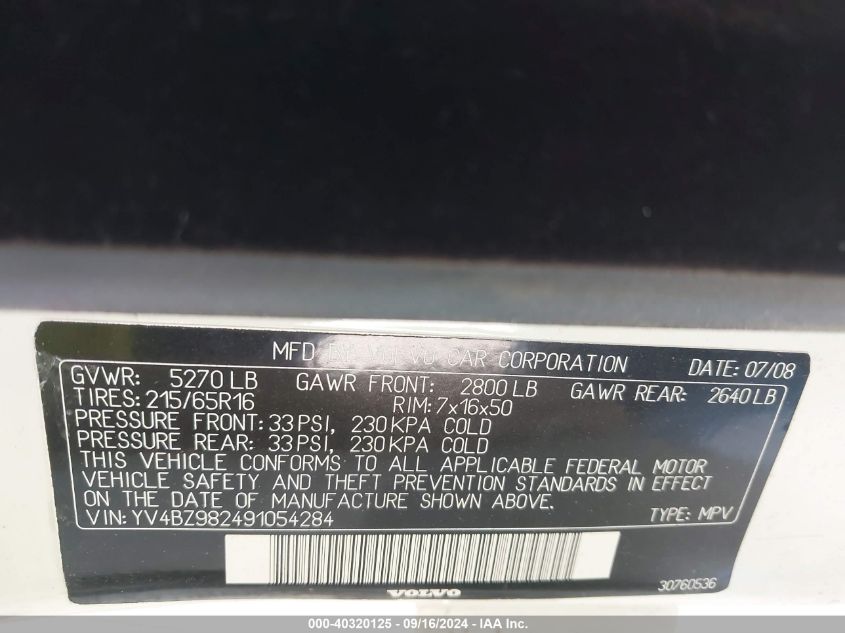 MFD BY VOLVO CAR CORPORATION DATE: 07/08
GVWR: 5270 LB GAWR FRONT: 2800 LB GAWR REAR: 2640 LB
TIRES: 215/65R16 RIM: 7x16x50
PRESSURE FRONT: 33 PSI, 230 KPA COLD
PRESSURE REAR: 33 PSI, 230 KPA COLD
THIS VEHICLE CONFORMS TO ALL APPLICABLE FEDERAL MOTOR
VEHICLE SAFETY AND THEFT PREVENTION STANDARDS IN EFFECT
ON THE DATE OF MANUFACTURE SHOWN ABOVE.
VIN: YV4BZ982491054284 TYPE: MPV
VOLVO 30760536
000-40320125 - 09/16/2024 - IAA Inc.